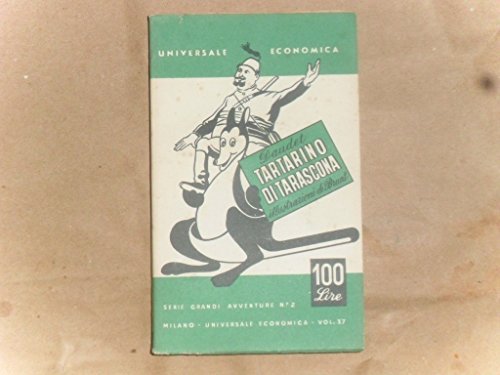 UNIVERSALE ECONOMICA
Daudet
TARTARINO
DI TARASCONA
illustrazioni di Brunt
100
Lire
SERIE GRANDI AVVENTURE N° 2
MILANO - UNIVERSALE ECONOMICA - VOL. 37